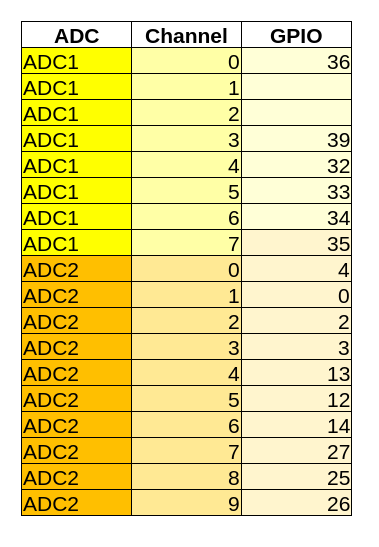 ADC Channel GPIO
ADC1 0 36
ADC1 1
ADC1 2
ADC1 3 39
ADC1 4 32
ADC1 5 33
ADC1 6 34
ADC1 7 35
ADC2 0 4
ADC2 1 0
ADC2 2 2
ADC2 3 3
ADC2 4 13
ADC2 5 12
ADC2 6 14
ADC2 7 27
ADC2 8 25
ADC2 9 26